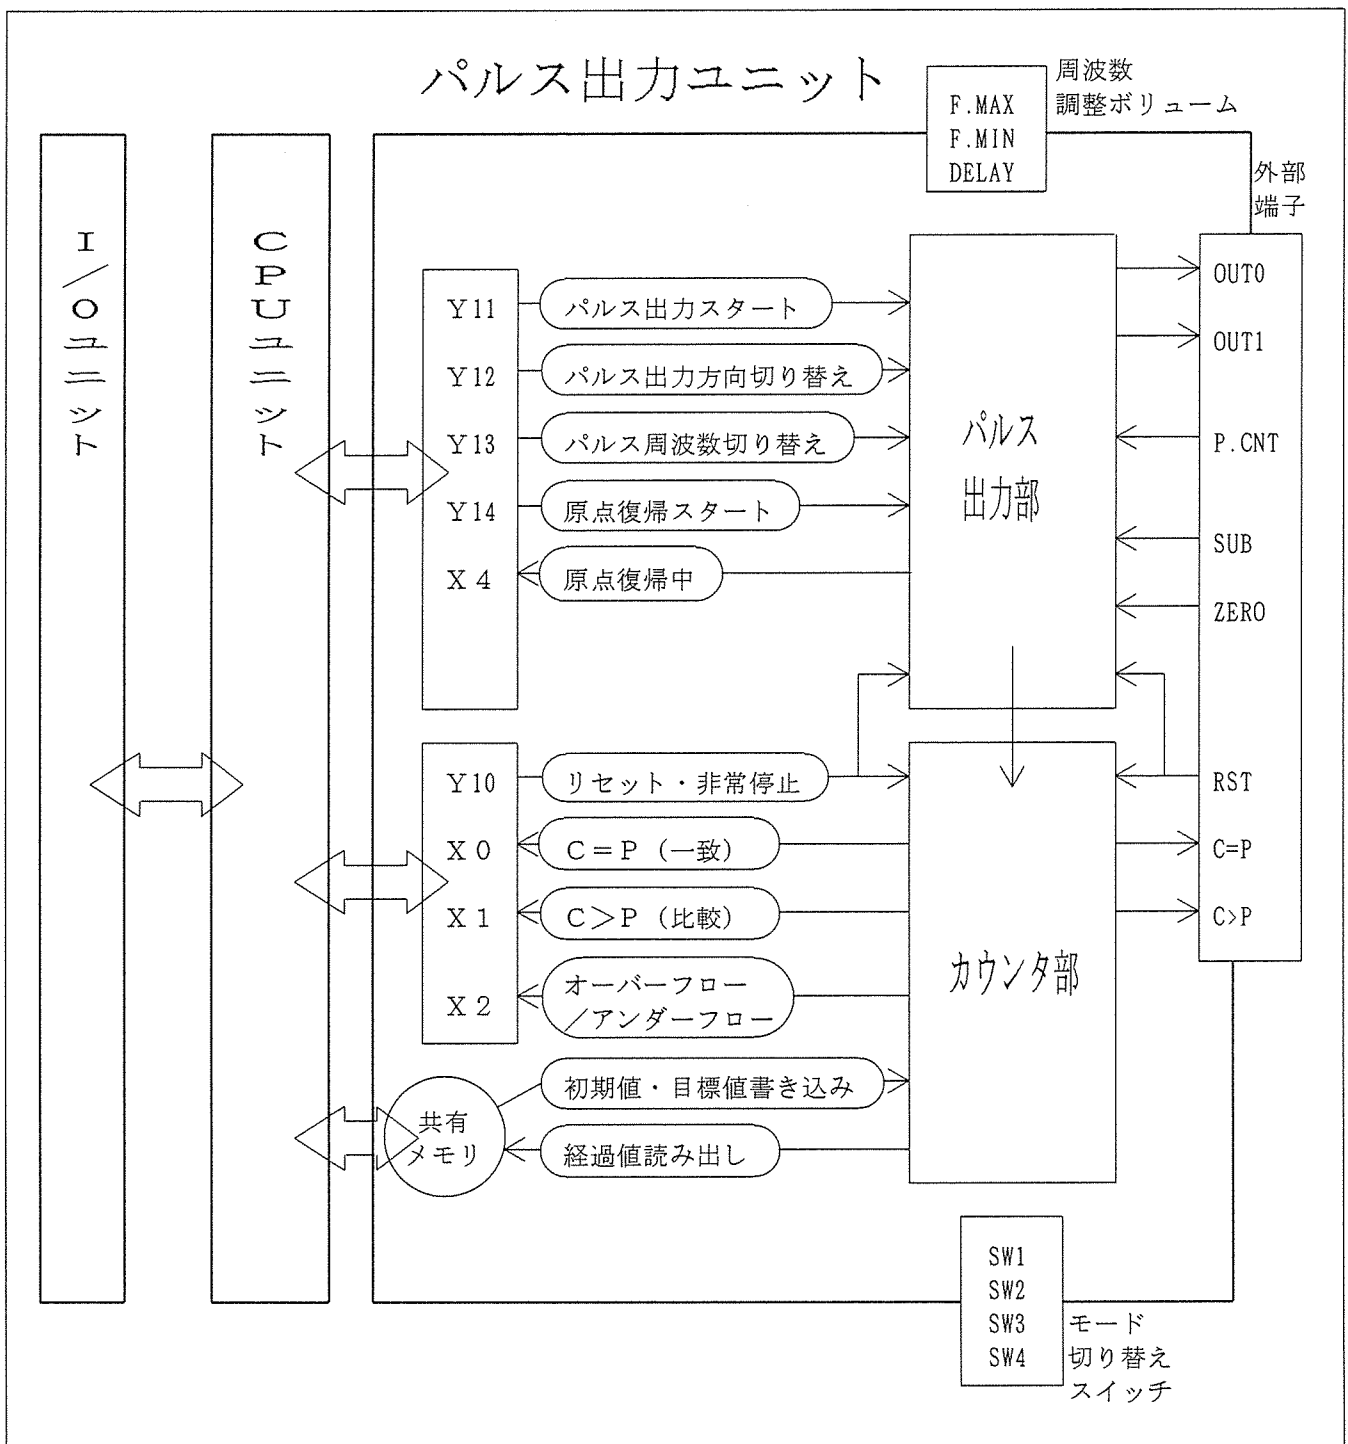 パルス出力ユニット
F.MAX
F.MIN
DELAY
周波数
調整ボリューム
外部
端子
I/Oユニット
CPUユニット
Y11
パルス出力スタート
Y12
パルス出力方向切り替え
Y13
パルス周波数切り替え
Y14
原点復帰スタート
X4
原点復帰中
パルス
出力部
OUT0
OUT1
P.CNT
SUB
ZERO
RST
C=P
C>P
Y10
リセット・非常停止
X0
C=P(一致)
X1
C>P(比較)
X2
オーバーフロー
/アンダーフロー
カウンタ部
共有
メモリ
初期値・目標値書き込み
経過値読み出し
SW1
SW2
SW3
SW4
モード
切り替え
スイッチ